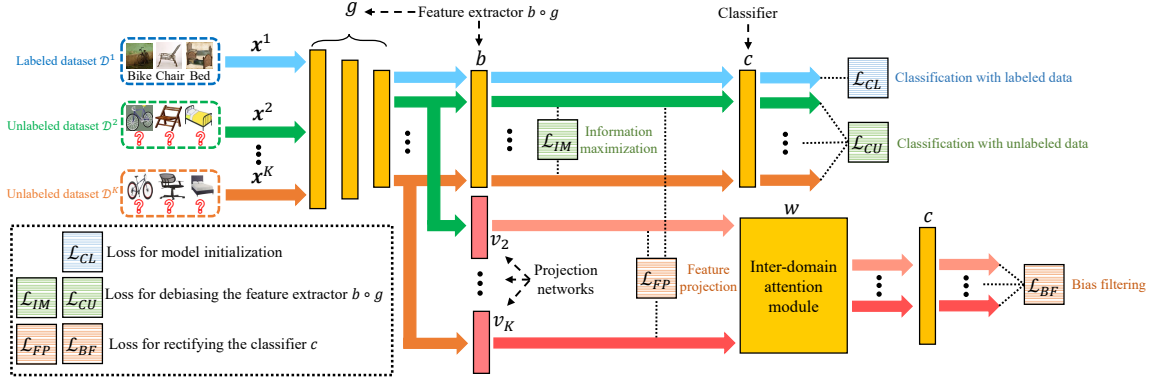 g
Feature extractor b ∘ g
Classifier
Labeled dataset 𝒟¹
Bike Chair Bed
x¹
b
c
ℒ_CL
Classification with labeled data
Unlabeled dataset 𝒟²
? ? ?
x²
ℒ_IM
Information
maximization
ℒ_CU
Classification with unlabeled data
Unlabeled dataset 𝒟ᴷ
? ? ?
xᴷ
v₂
Projection
networks
v_K
ℒ_FP
Feature
projection
w
Inter-domain
attention
module
c
ℒ_BF
Bias filtering
ℒ_CL Loss for model initialization
ℒ_IM ℒ_CU Loss for debiasing the feature extractor b ∘ g
ℒ_FP ℒ_BF Loss for rectifying the classifier c